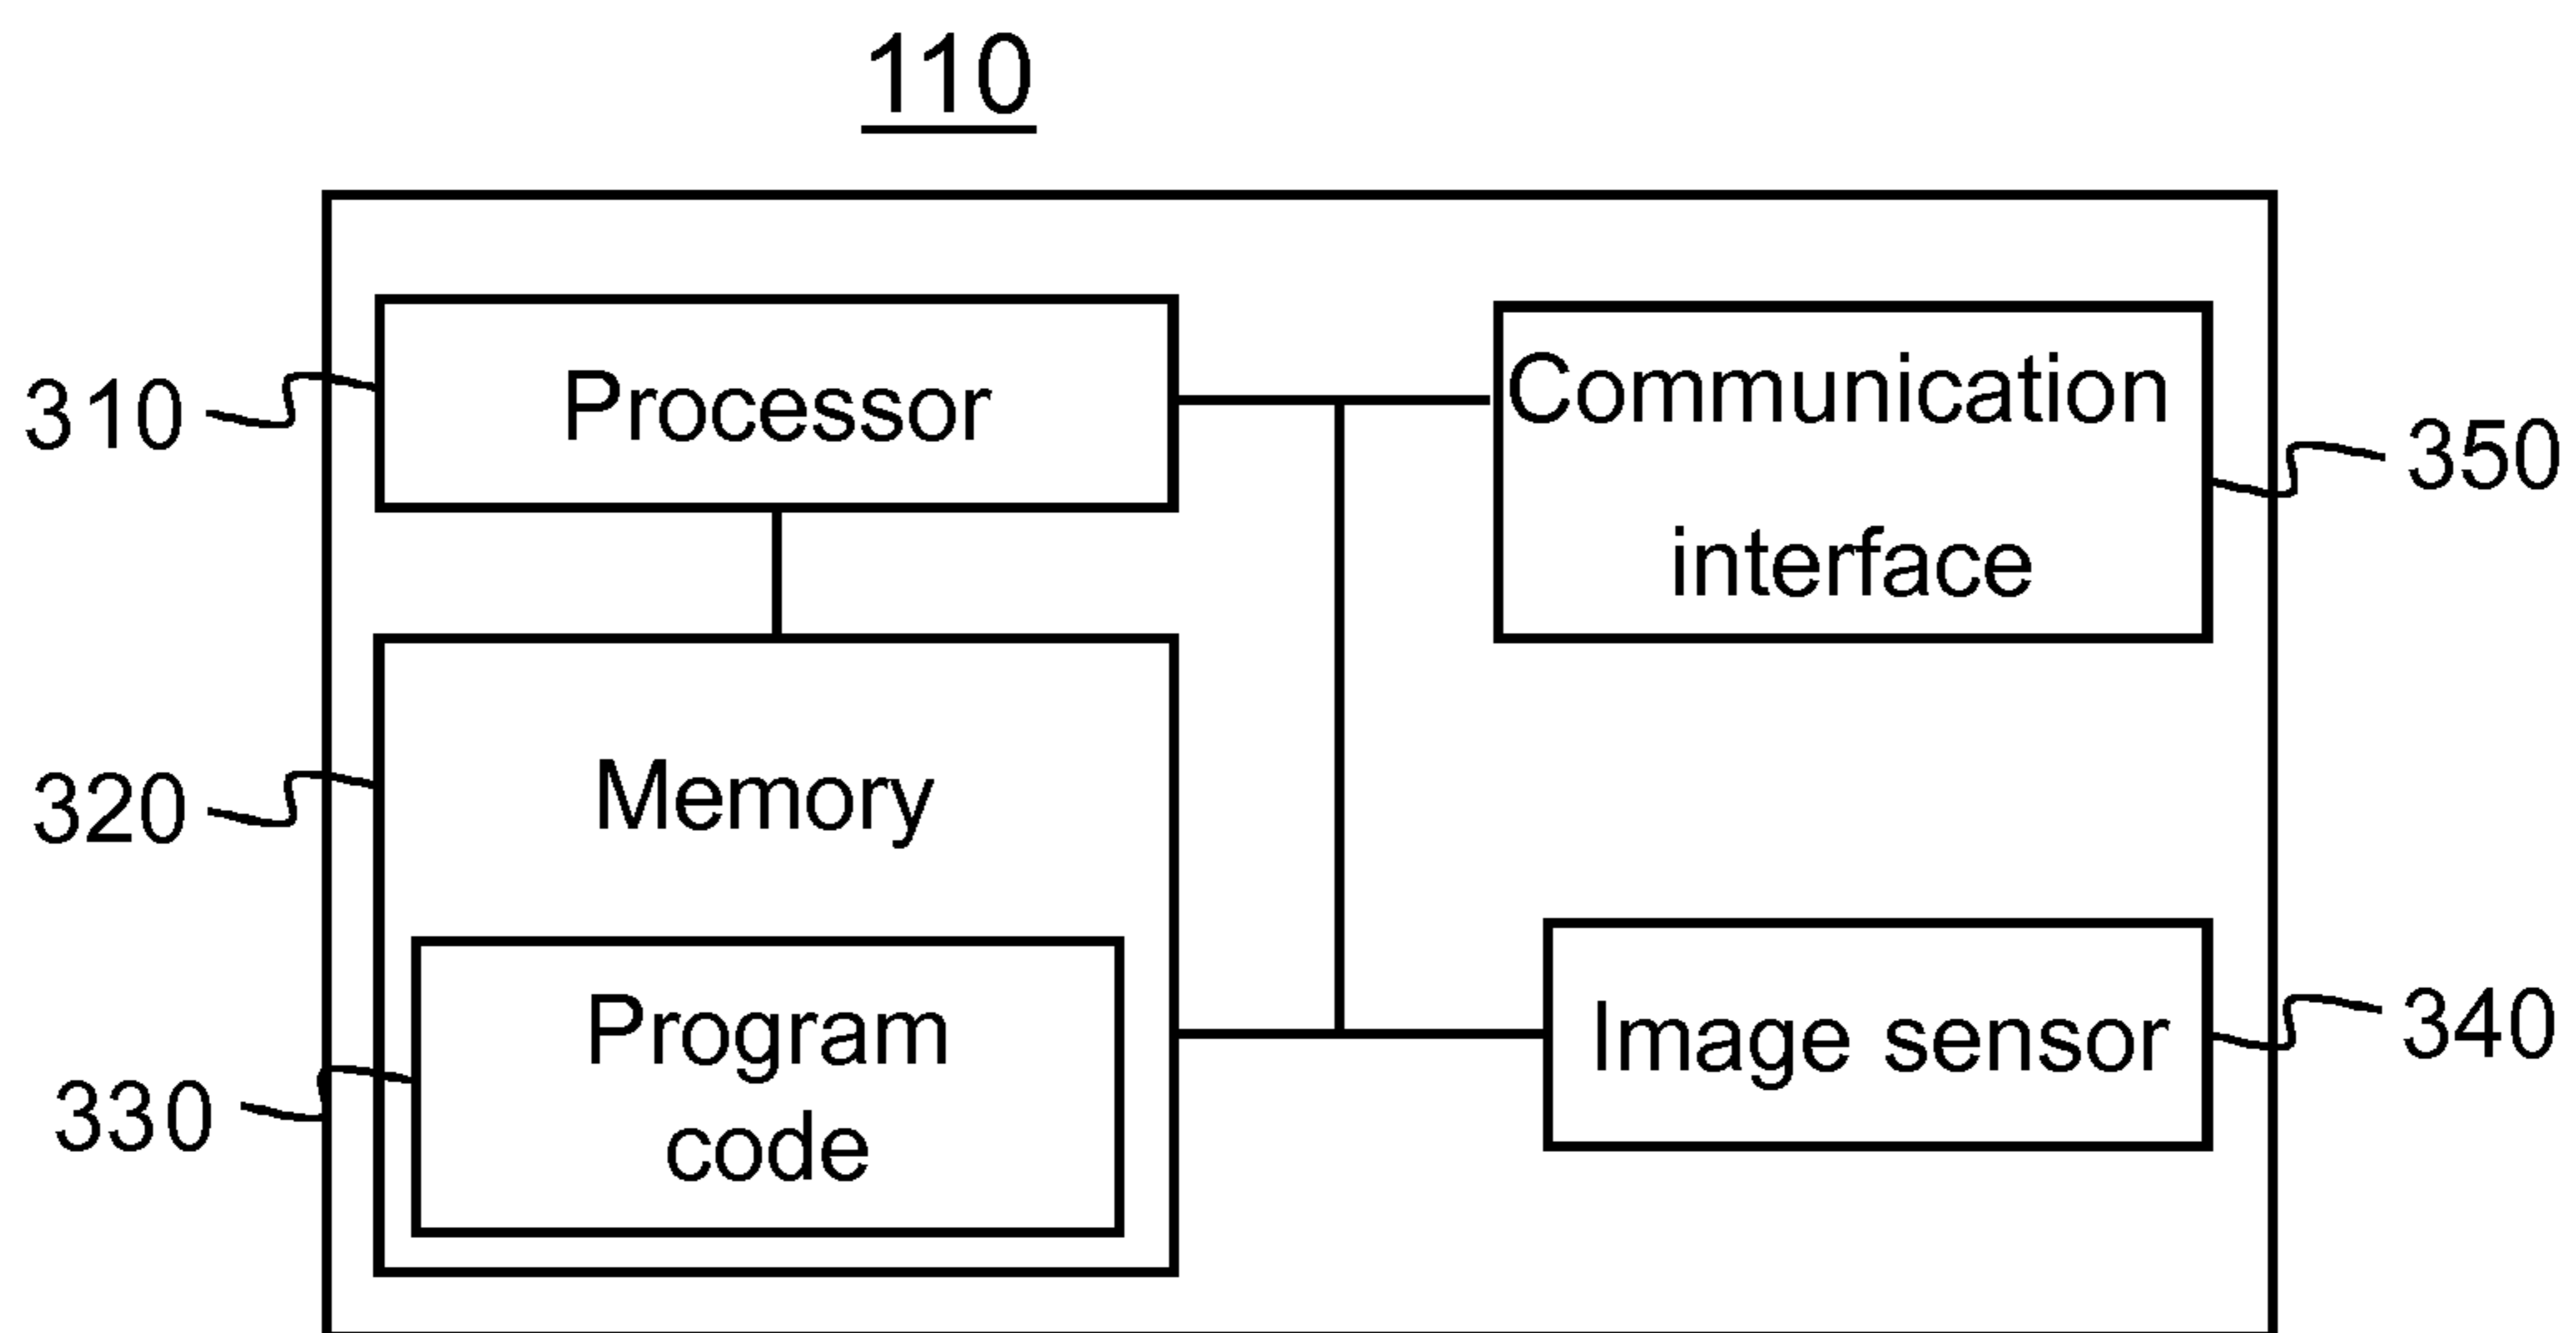 110
310
Processor
Communication
interface
350
320
Memory
330
Program
code
Image sensor
340